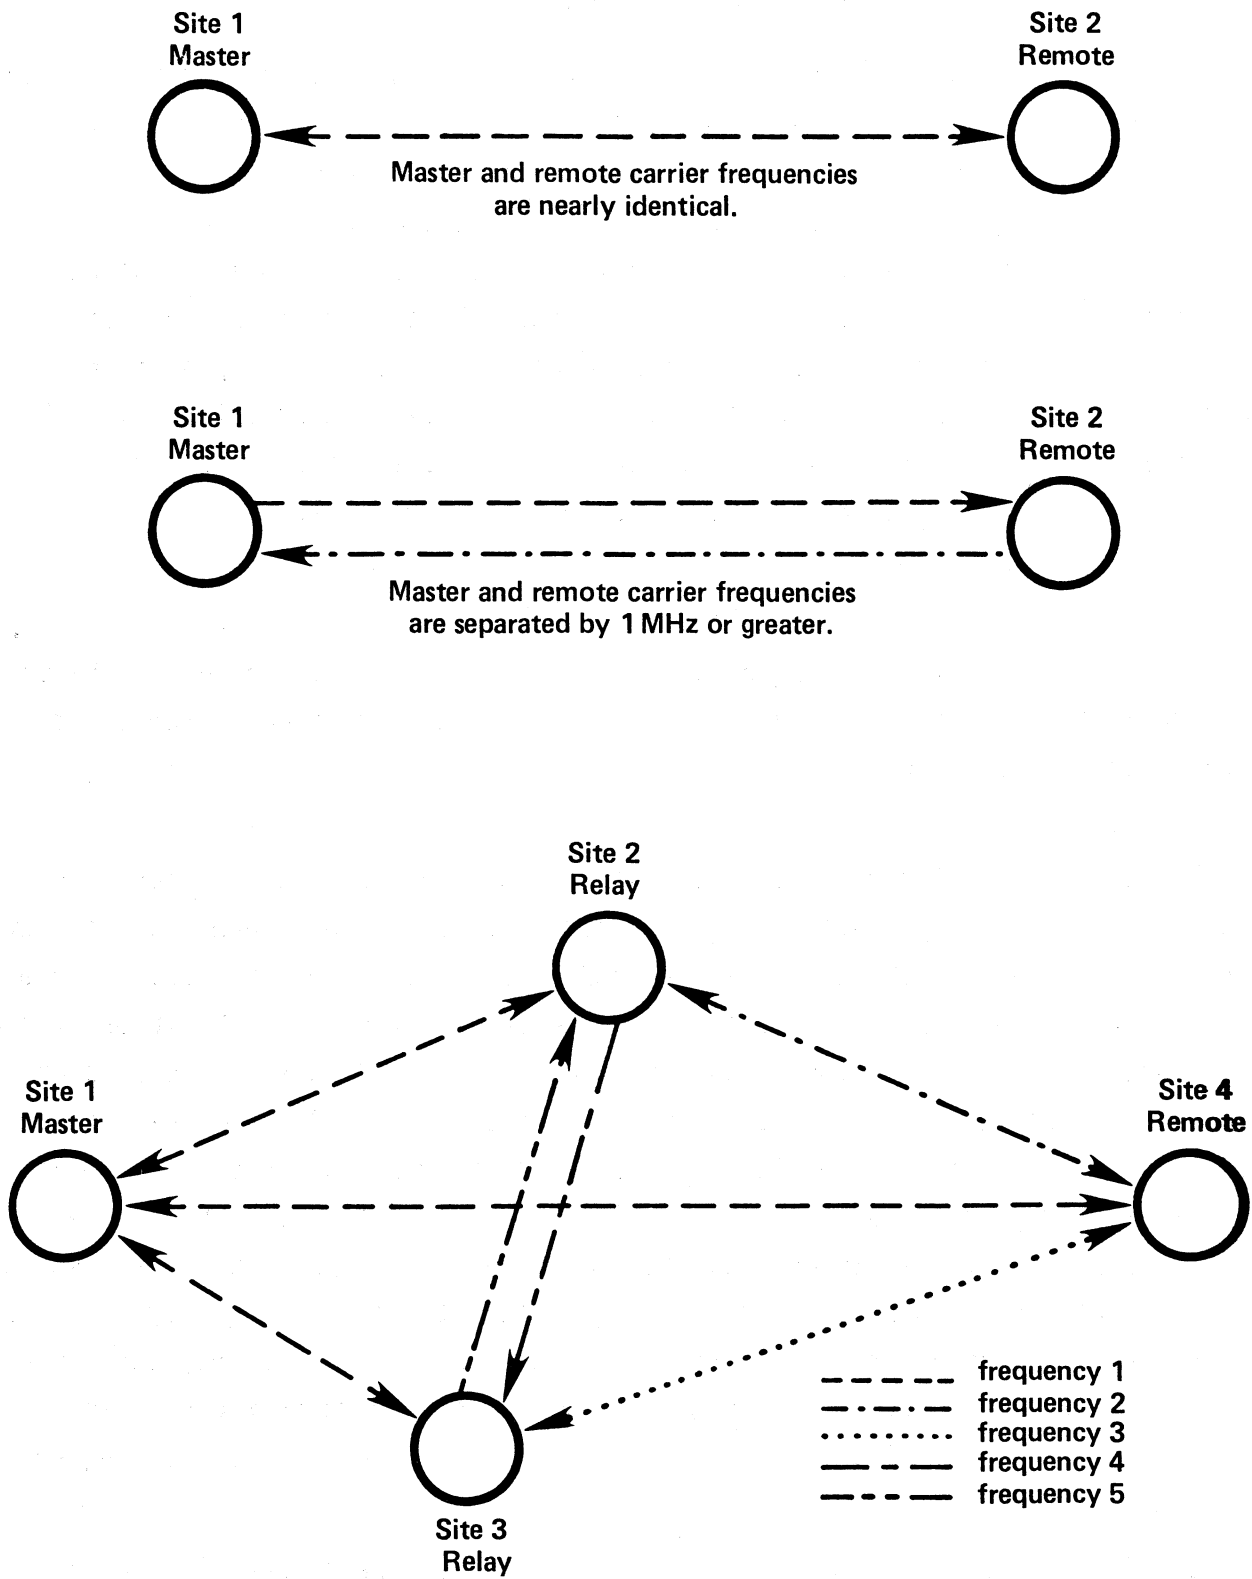 Site 1
Master
Site 2
Remote
Master and remote carrier frequencies
are nearly identical.
Site 1
Master
Site 2
Remote
Master and remote carrier frequencies
are separated by 1 MHz or greater.
Site 2
Relay
Site 1
Master
Site 4
Remote
frequency 1
frequency 2
frequency 3
frequency 4
frequency 5
Site 3
Relay